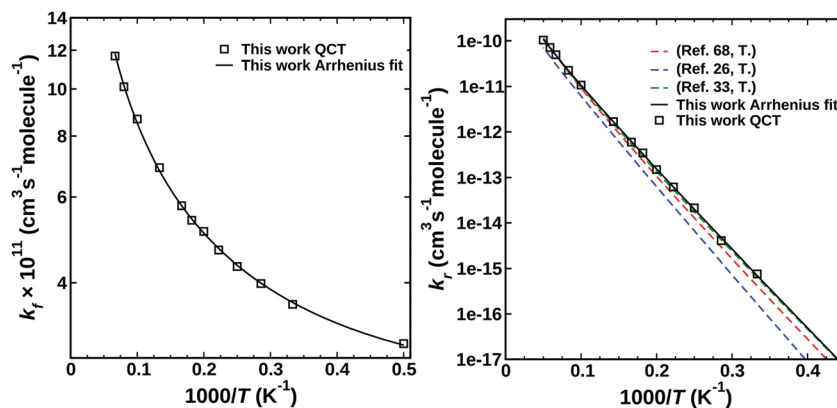 14
12
10
8
6
4
k_f × 10^11 (cm^3 s^-1 molecule^-1)
This work QCT
This work Arrhenius fit
0 0.1 0.2 0.3 0.4 0.5
1000/T (K^-1)
1e-10
1e-11
1e-12
1e-13
1e-14
1e-15
1e-16
1e-17
k_r (cm^3 s^-1 molecule^-1)
(Ref. 68, T.)
(Ref. 26, T.)
(Ref. 33, T.)
This work Arrhenius fit
This work QCT
0 0.1 0.2 0.3 0.4
1000/T (K^-1)